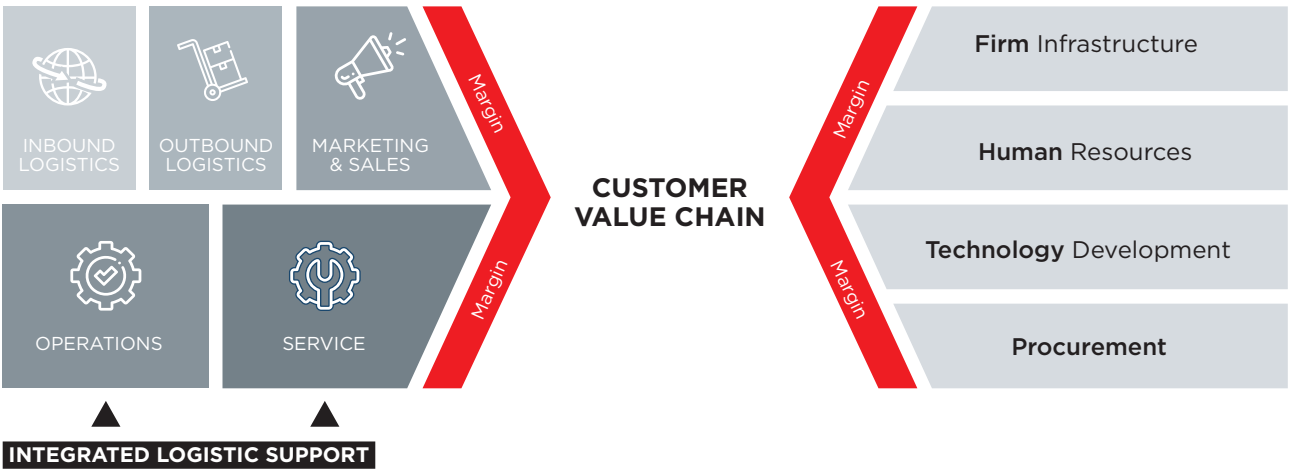 INBOUND
LOGISTICS
OUTBOUND
LOGISTICS
MARKETING
& SALES
Margin
OPERATIONS
SERVICE
Margin
INTEGRATED LOGISTIC SUPPORT
CUSTOMER
VALUE CHAIN
Margin
Margin
Firm Infrastructure
Human Resources
Technology Development
Procurement